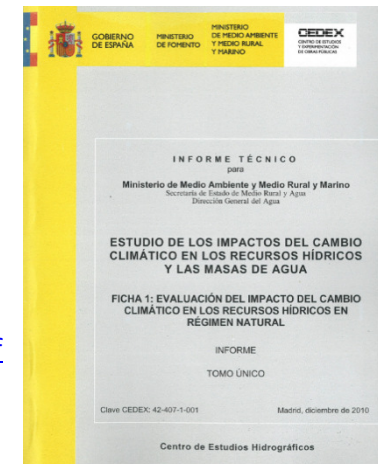 GOBIERNO
DE ESPAÑA
MINISTERIO
DE FOMENTO
MINISTERIO
DE MEDIO AMBIENTE
Y MEDIO RURAL
Y MARINO
CEDEX
CENTRO DE ESTUDIOS
Y EXPERIMENTACIÓN
DE OBRAS PÚBLICAS
INFORME TÉCNICO
para
Ministerio de Medio Ambiente y Medio Rural y Marino
Secretaría de Estado de Medio Rural y Agua
Dirección General del Agua
ESTUDIO DE LOS IMPACTOS DEL CAMBIO
CLIMÁTICO EN LOS RECURSOS HÍDRICOS
Y LAS MASAS DE AGUA
FICHA 1: EVALUACIÓN DEL IMPACTO DEL CAMBIO
CLIMÁTICO EN LOS RECURSOS HÍDRICOS EN
RÉGIMEN NATURAL
INFORME
TOMO ÚNICO
Clave CEDEX: 42-407-1-001 Madrid, diciembre de 2010
Centro de Estudios Hidrográficos